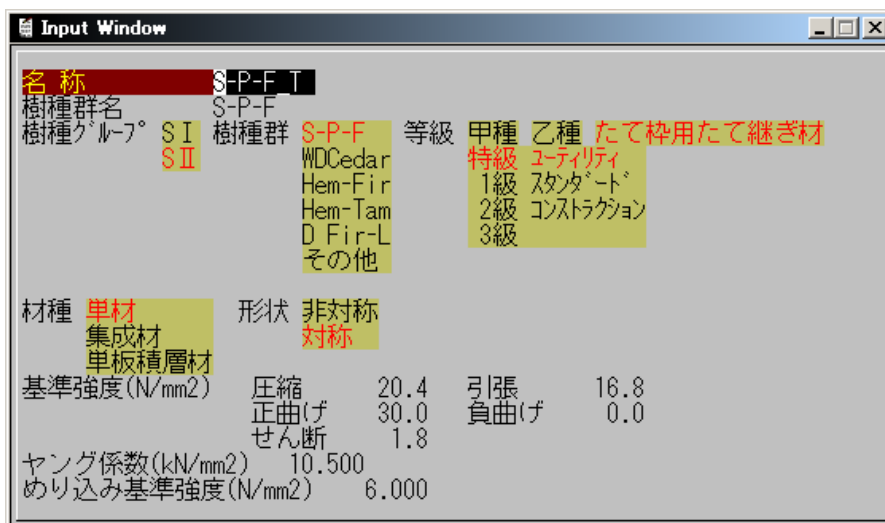 Input Window
名 称 S-P-F_T
樹種群名 S-P-F
樹種ｸﾞﾙｰﾌﾟ SⅠ 樹種群 S-P-F 等級 甲種 乙種 たて枠用たて継ぎ材
SⅡ WDCedar 特級 ﾕｰﾃｨﾘﾃｨ
Hem-Fir 1級 ｽﾀﾝﾀﾞｰﾄﾞ
Hem-Tam 2級 ｺﾝｽﾄﾗｸｼｮﾝ
D Fir-L 3級
その他
材種 単材 形状 非対称
集成材 対称
単板積層材
基準強度(N/mm2) 圧縮 20.4 引張 16.8
正曲げ 30.0 負曲げ 0.0
せん断 1.8
ヤング係数(kN/mm2) 10.500
めり込み基準強度(N/mm2) 6.000